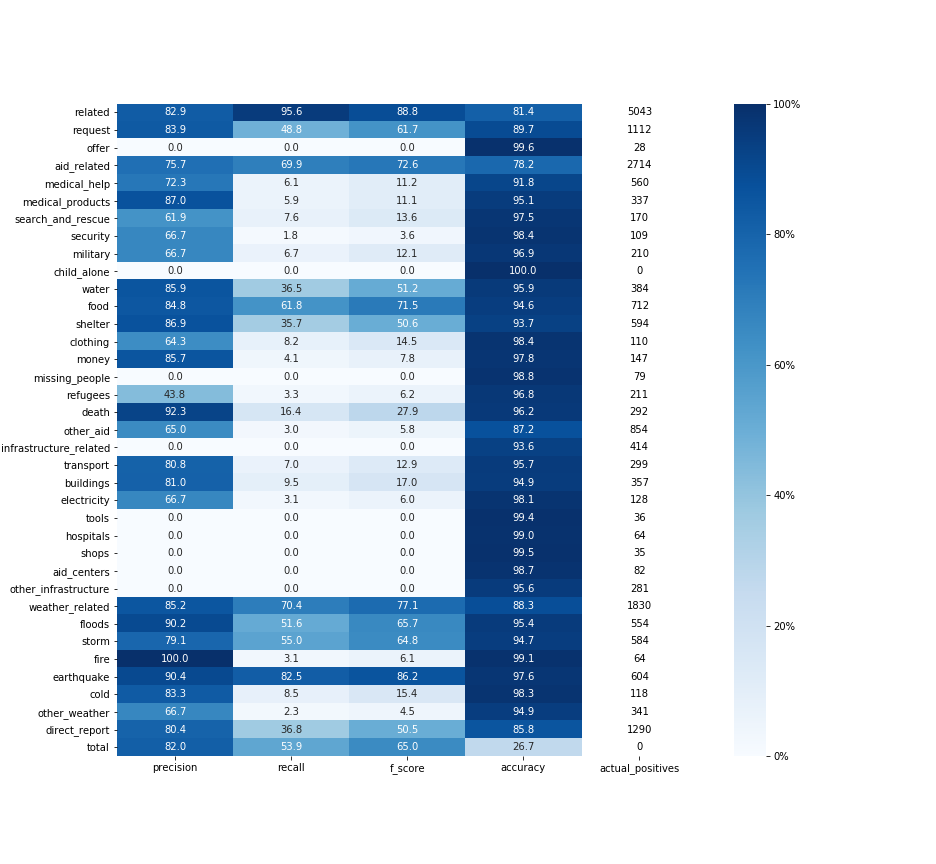 related 82.9 95.6 88.8 81.4 5043 100%
request 83.9 48.8 61.7 89.7 1112
offer 0.0 0.0 0.0 99.6 28
aid_related 75.7 69.9 72.6 78.2 2714
medical_help 72.3 6.1 11.2 91.8 560
medical_products 87.0 5.9 11.1 95.1 337
search_and_rescue 61.9 7.6 13.6 97.5 170
security 66.7 1.8 3.6 98.4 109 80%
military 66.7 6.7 12.1 96.9 210
child_alone 0.0 0.0 0.0 100.0 0
water 85.9 36.5 51.2 95.9 384
food 84.8 61.8 71.5 94.6 712
shelter 86.9 35.7 50.6 93.7 594
clothing 64.3 8.2 14.5 98.4 110
money 85.7 4.1 7.8 97.8 147 60%
missing_people 0.0 0.0 0.0 98.8 79
refugees 43.8 3.3 6.2 96.8 211
death 92.3 16.4 27.9 96.2 292
other_aid 65.0 3.0 5.8 87.2 854
infrastructure_related 0.0 0.0 0.0 93.6 414
transport 80.8 7.0 12.9 95.7 299
buildings 81.0 9.5 17.0 94.9 357
electricity 66.7 3.1 6.0 98.1 128 40%
tools 0.0 0.0 0.0 99.4 36
hospitals 0.0 0.0 0.0 99.0 64
shops 0.0 0.0 0.0 99.5 35
aid_centers 0.0 0.0 0.0 98.7 82
other_infrastructure 0.0 0.0 0.0 95.6 281
weather_related 85.2 70.4 77.1 88.3 1830
floods 90.2 51.6 65.7 95.4 554 20%
storm 79.1 55.0 64.8 94.7 584
fire 100.0 3.1 6.1 99.1 64
earthquake 90.4 82.5 86.2 97.6 604
cold 83.3 8.5 15.4 98.3 118
other_weather 66.7 2.3 4.5 94.9 341
direct_report 80.4 36.8 50.5 85.8 1290
total 82.0 53.9 65.0 26.7 0 0%
precision recall f_score accuracy actual_positives